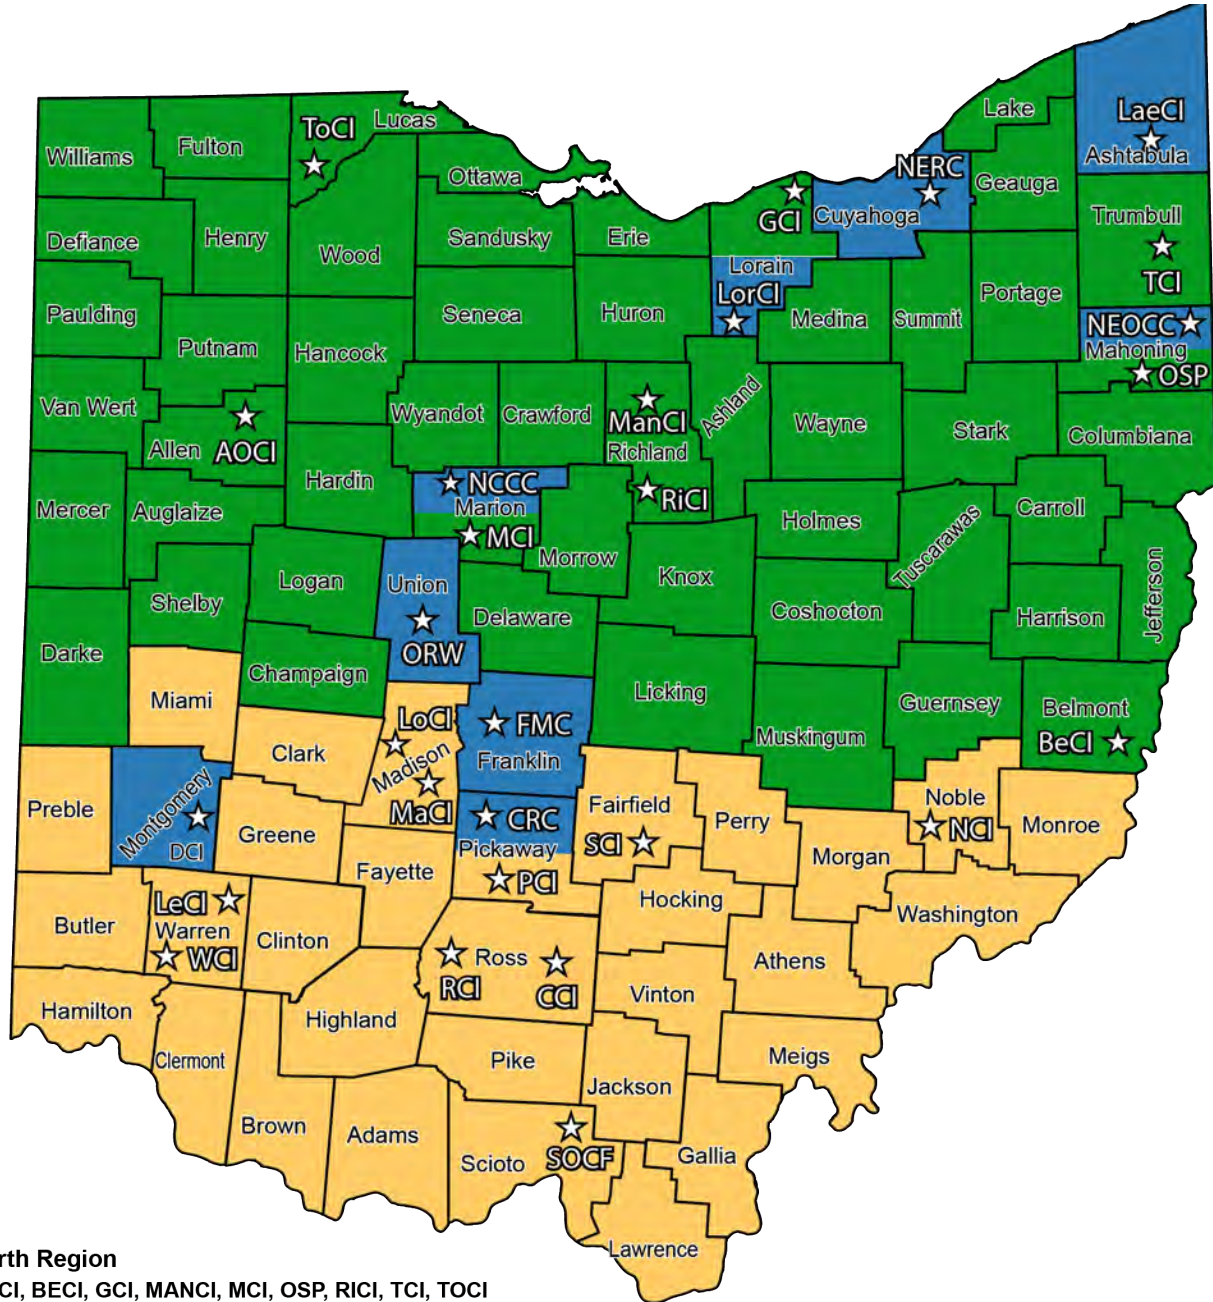 Lake
LaeCI
Ashtabula
ToCI
Lucas
Williams
Fulton
Ottawa
NERC
Geauga
GCI
Cuyahoga
Trumbull
TCI
Defiance
Henry
Wood
Sandusky
Erie
Lorain
LorCI
Portage
Paulding
Putnam
Hancock
Seneca
Huron
Medina
Summit
NEOCC
Mahoning
OSP
Van Wert
Allen
AOCI
Wyandot
Crawford
ManCI
Richland
RiCI
Ashland
Wayne
Stark
Columbiana
Mercer
Auglaize
Hardin
NCCC
Marion
MCI
Morrow
Holmes
Tuscarawas
Carroll
Jefferson
Logan
Union
ORW
Knox
Coshocton
Harrison
Shelby
Delaware
Darke
Champaign
Licking
Guernsey
Belmont
BeCI
Miami
LoCI
Madison
MaCI
FMC
Franklin
Muskingum
Clark
Preble
Montgomery
DCI
Greene
CRC
Pickaway
PCI
Fairfield
SCI
Perry
Noble
NCI
Monroe
Fayette
Morgan
Hocking
Washington
Butler
LeCI
Warren
WCI
Clinton
Ross
RCI
CCI
Athens
Vinton
Hamilton
Highland
Clermont
Pike
Meigs
Jackson
Brown
Adams
Scioto
SOCF
Gallia
Lawrence
rth Region
CI, BECI, GCI, MANCI, MCI, OSP, RICI, TCI, TOCI